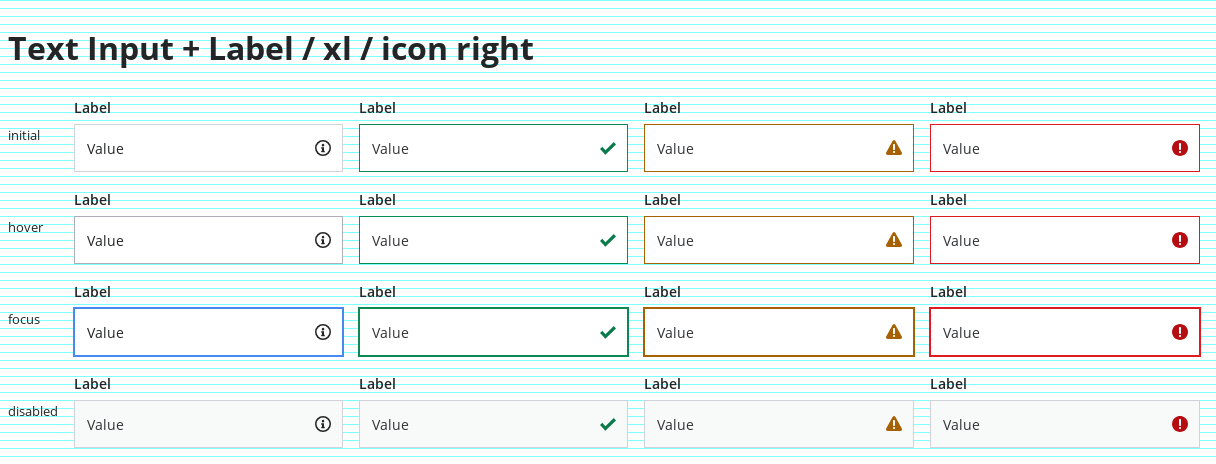 Text Input + Label / xl / icon right
Label Label Label Label
initial Value Value Value Value
Label Label Label Label
hover Value Value Value Value
Label Label Label Label
focus Value Value Value Value
Label Label Label Label
disabled Value Value Value Value